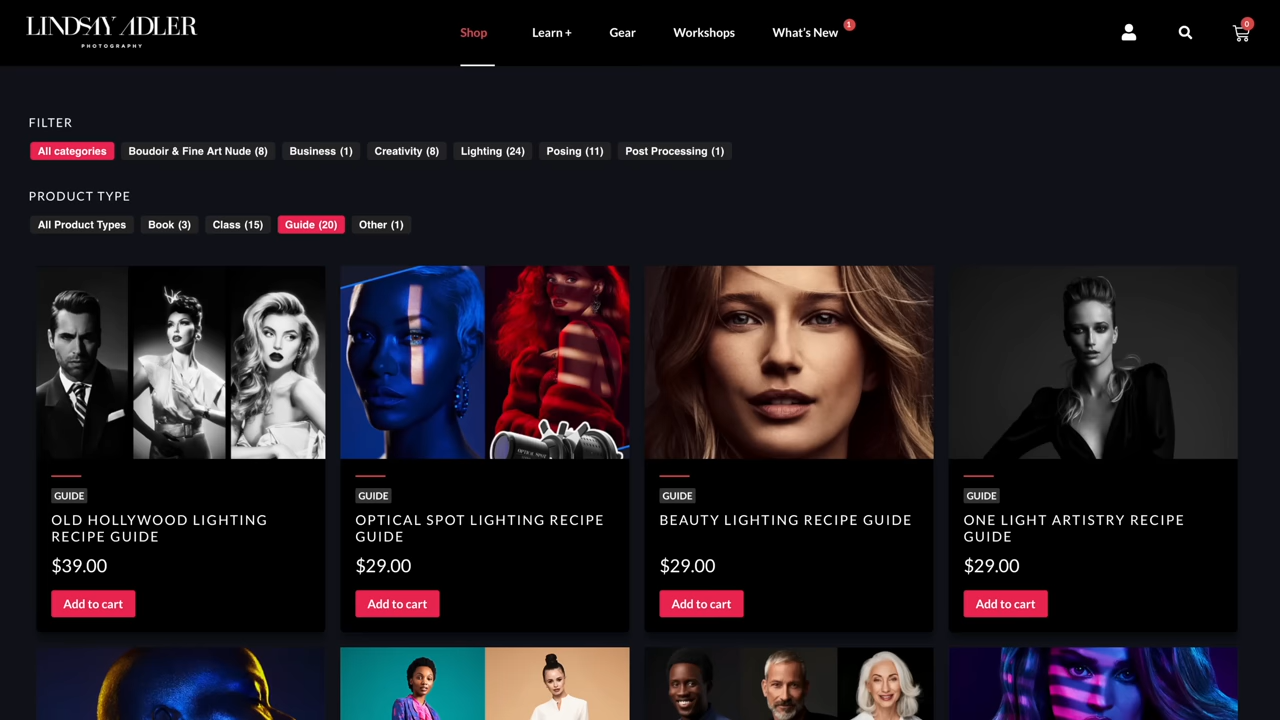 LINDSAY ADLER
PHOTOGRAPHY
Shop
Learn +
Gear
Workshops
What's New
1
0
FILTER
All categories
Boudoir & Fine Art Nude (8)
Business (1)
Creativity (8)
Lighting (24)
Posing (11)
Post Processing (1)
PRODUCT TYPE
All Product Types
Book (3)
Class (15)
Guide (20)
Other (1)
GUIDE
OLD HOLLYWOOD LIGHTING
RECIPE GUIDE
$39.00
Add to cart
GUIDE
OPTICAL SPOT LIGHTING RECIPE
GUIDE
$29.00
Add to cart
GUIDE
BEAUTY LIGHTING RECIPE GUIDE
$29.00
Add to cart
GUIDE
ONE LIGHT ARTISTRY RECIPE
GUIDE
$29.00
Add to cart